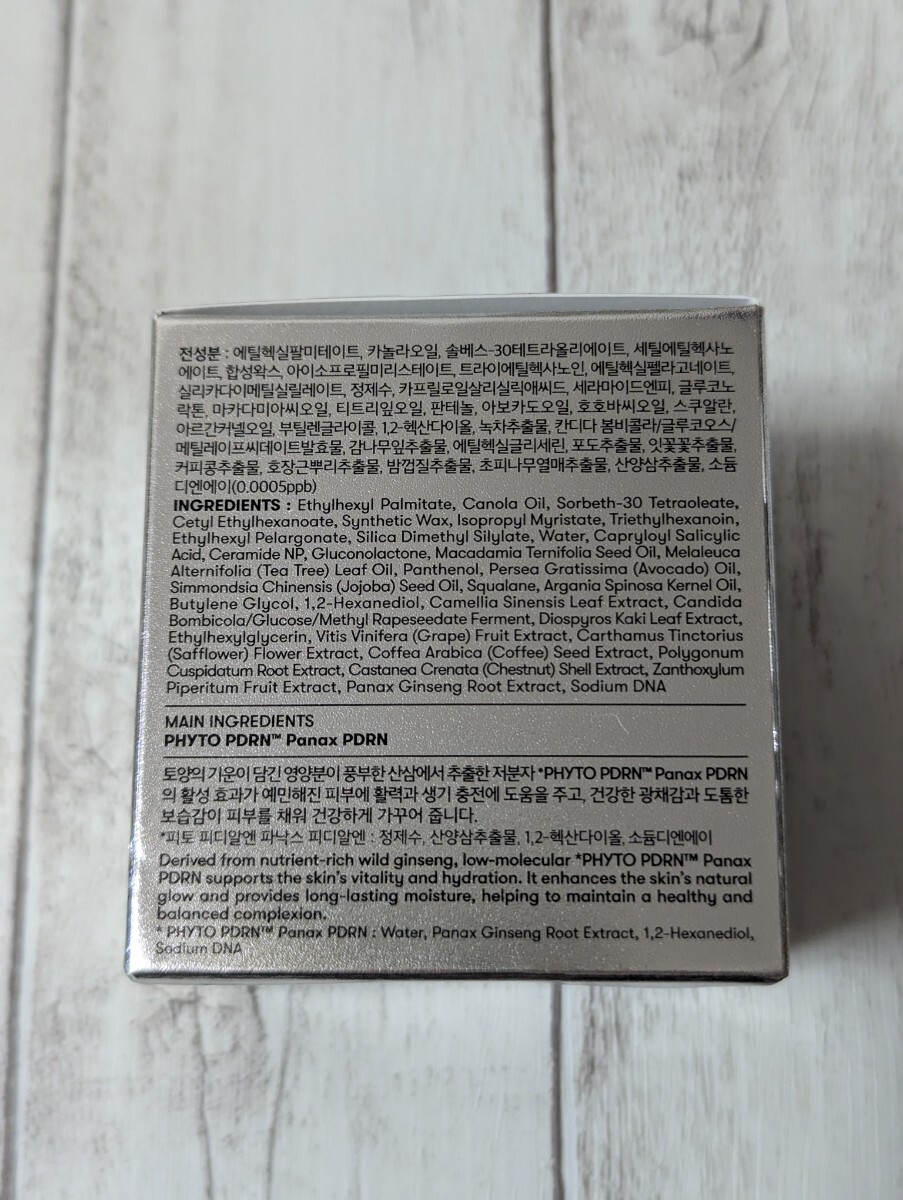 전성분 : 에틸헥실팔미테이트, 카놀라오일, 솔베스-30테트라올리에이트, 세틸에틸헥사노
에이트, 합성왁스, 아이소프로필미리스테이트, 트라이에틸헥사노인, 에틸헥실펠라고네이트,
실리카다이메틸실릴레이트, 정제수, 카프릴로일살리실릭애씨드, 세라마이드엔피, 글루코노
락톤, 마카다미아씨오일, 티트리잎오일, 판테놀, 아보카도오일, 호호바씨오일, 스쿠알란,
아르간커넬오일, 부틸렌글라이콜, 1,2-헥산다이올, 녹차추출물, 칸디다 봄비콜라/글루코오스/
메틸레이프씨데이트발효물, 감나무잎추출물, 에틸헥실글리세린, 포도추출물, 잇꽃꽃추출물,
커피콩추출물, 호장근뿌리추출물, 밤껍질추출물, 초피나무열매추출물, 산양삼추출물, 소듐
디엔에이(0.0005ppb)
INGREDIENTS : Ethylhexyl Palmitate, Canola Oil, Sorbeth-30 Tetraoleate,
Cetyl Ethylhexanoate, Synthetic Wax, Isopropyl Myristate, Triethylhexanoin,
Ethylhexyl Pelargonate, Silica Dimethyl Silylate, Water, Capryloyl Salicylic
Acid, Ceramide NP, Gluconolactone, Macadamia Ternifolia Seed Oil, Melaleuca
Alternifolia (Tea Tree) Leaf Oil, Panthenol, Persea Gratissima (Avocado) Oil,
Simmondsia Chinensis (Jojoba) Seed Oil, Squalane, Argania Spinosa Kernel Oil,
Butylene Glycol, 1,2-Hexanediol, Camellia Sinensis Leaf Extract, Candida
Bombicola/Glucose/Methyl Rapeseedate Ferment, Diospyros Kaki Leaf Extract,
Ethylhexylglycerin, Vitis Vinifera (Grape) Fruit Extract, Carthamus Tinctorius
(Safflower) Flower Extract, Coffea Arabica (Coffee) Seed Extract, Polygonum
Cuspidatum Root Extract, Castanea Crenata (Chestnut) Shell Extract, Zanthoxylum
Piperitum Fruit Extract, Panax Ginseng Root Extract, Sodium DNA
MAIN INGREDIENTS
PHYTO PDRN™ Panax PDRN
토양의 기운이 담긴 영양분이 풍부한 산삼에서 추출한 저분자 *PHYTO PDRN™ Panax PDRN
의 활성 효과가 예민해진 피부에 활력과 생기 충전에 도움을 주고, 건강한 광채감과 도톰한
보습감이 피부를 채워 건강하게 가꾸어 줍니다.
*피토 피디알엔 파낙스 피디알엔 : 정제수, 산양삼추출물, 1,2-헥산다이올, 소듐디엔에이
Derived from nutrient-rich wild ginseng, low-molecular *PHYTO PDRN™ Panax
PDRN supports the skin's vitality and hydration. It enhances the skin's natural
glow and provides long-lasting moisture, helping to maintain a healthy and
balanced complexion.
* PHYTO PDRN™ Panax PDRN : Water, Panax Ginseng Root Extract, 1,2-Hexanediol,
Sodium DNA